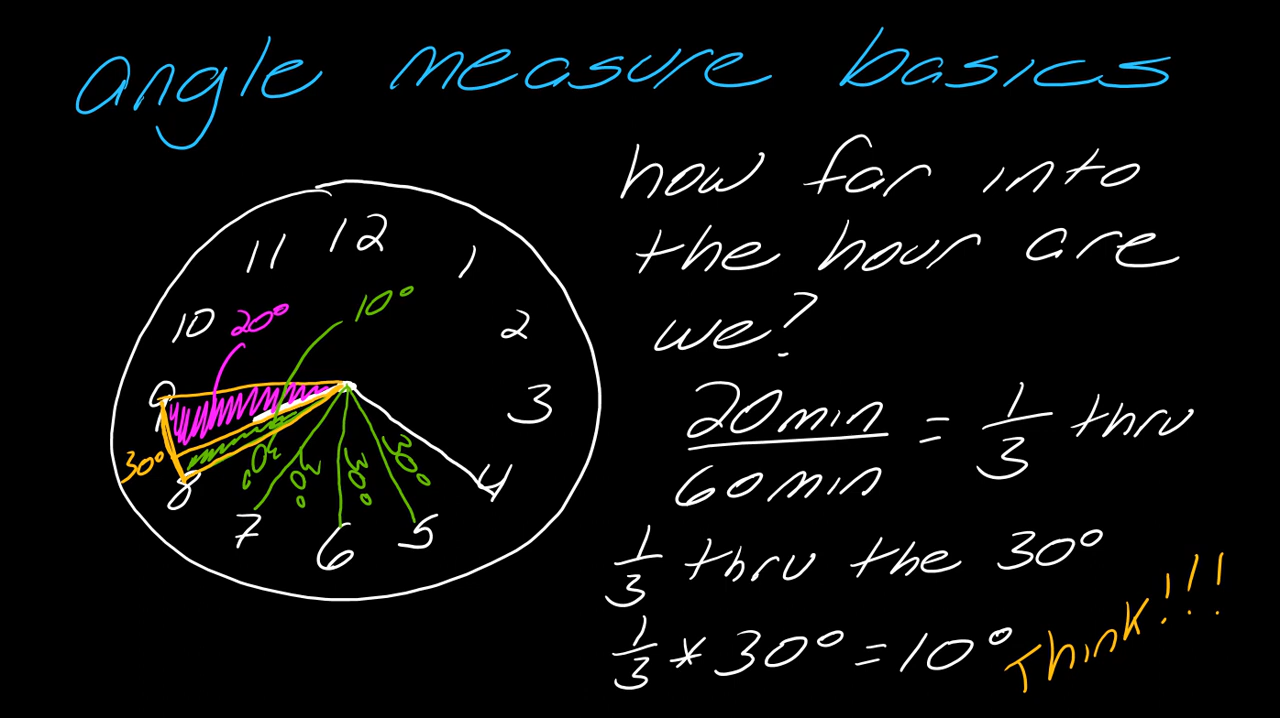 angle measure basics
how far into
the hour are
we?
20min = 1 thru
60min 3
1/3 thru the 30°
1/3 * 30° = 10° Think!!!
12
11
1
10
20°
10°
2
9
3
30°
8
30°
30°
30°
30°
4
7
6
5